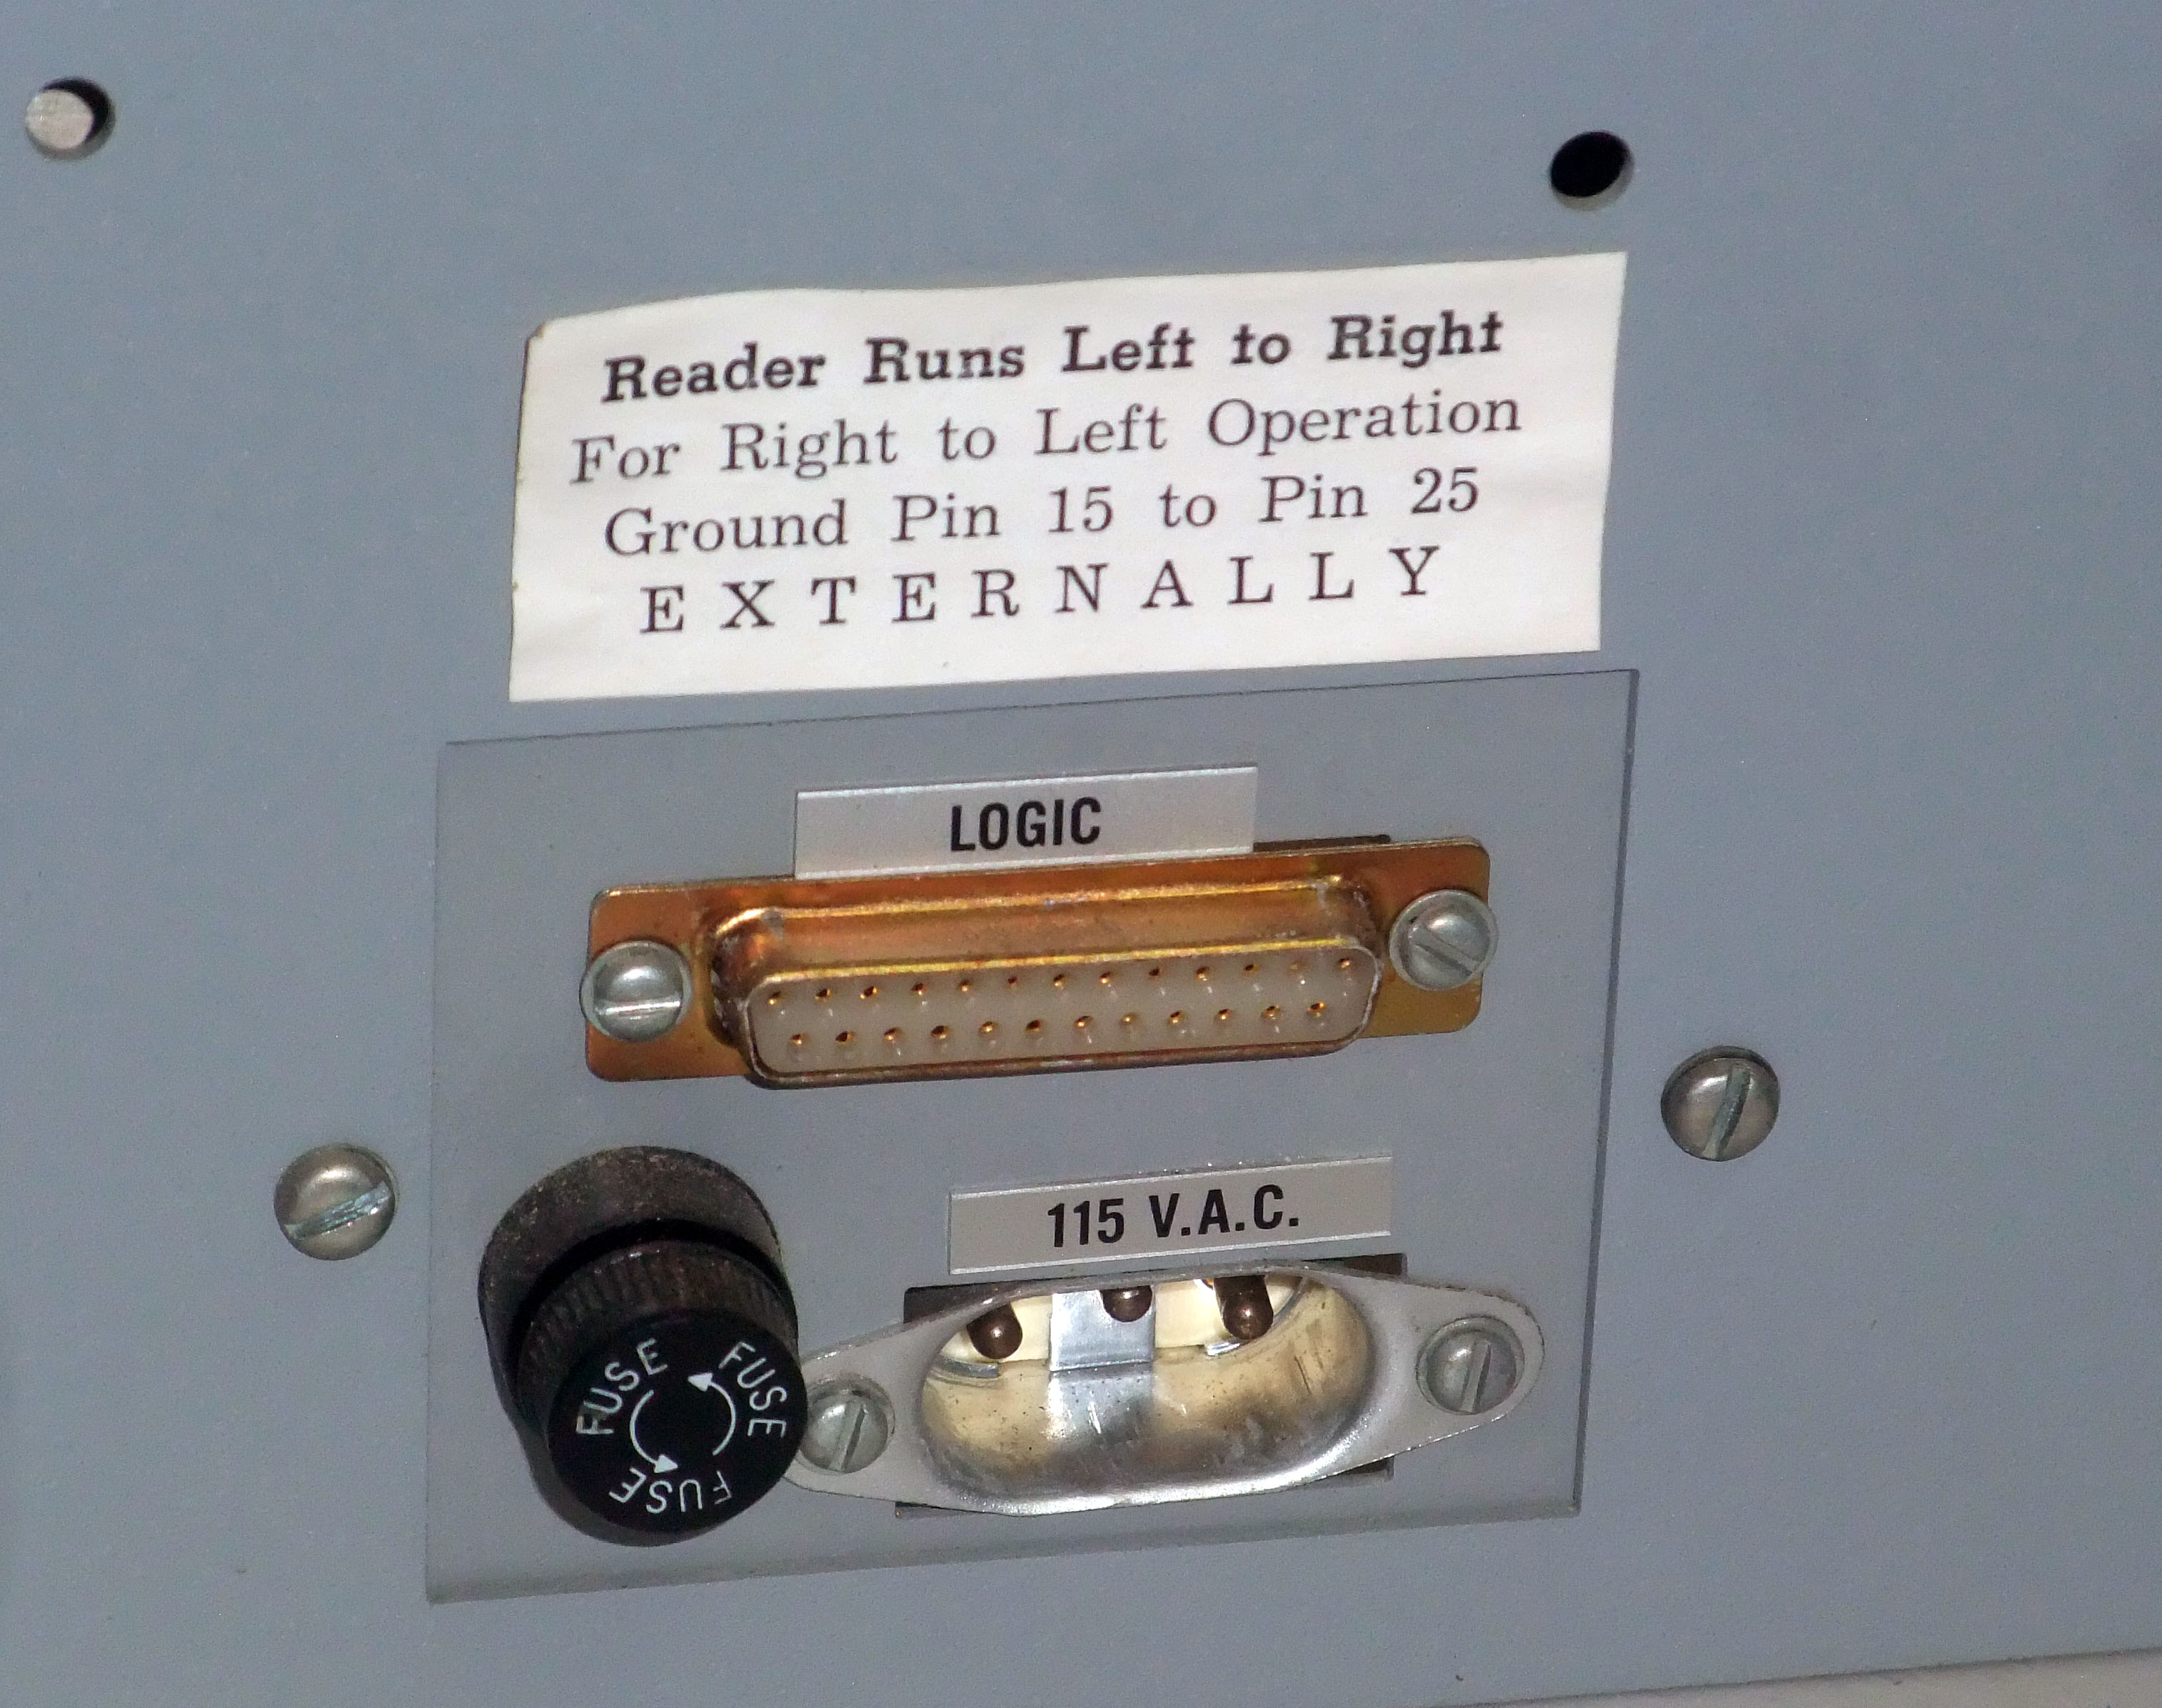 Reader Runs Left to Right
For Right to Left Operation
Ground Pin 15 to Pin 25
EXTERNALLY
LOGIC
115 V.A.C.
FUSE FUSE FUSE